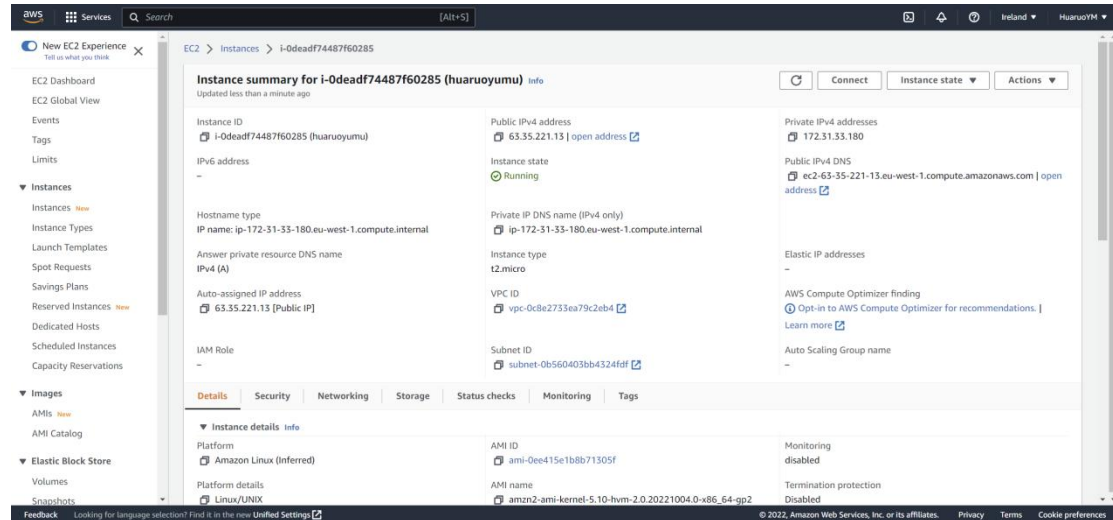 aws
Services
Search
[Alt+S]
Ireland ▼
HuaruoYM ▼
New EC2 Experience
Tell us what you think
EC2 Dashboard
EC2 Global View
Events
Tags
Limits
▼ Instances
Instances New
Instance Types
Launch Templates
Spot Requests
Savings Plans
Reserved Instances New
Dedicated Hosts
Scheduled Instances
Capacity Reservations
▼ Images
AMIs New
AMI Catalog
▼ Elastic Block Store
Volumes
Snapshots
EC2 > Instances > i-0deadf74487f60285
Instance summary for i-0deadf74487f60285 (huaruoyumu) Info
Updated less than a minute ago
Connect
Instance state ▼
Actions ▼
Instance ID
i-0deadf74487f60285 (huaruoyumu)
Public IPv4 address
63.35.221.13 | open address
Private IPv4 addresses
172.31.33.180
IPv6 address
–
Instance state
Running
Public IPv4 DNS
ec2-63-35-221-13.eu-west-1.compute.amazonaws.com | open
address
Hostname type
IP name: ip-172-31-33-180.eu-west-1.compute.internal
Private IP DNS name (IPv4 only)
ip-172-31-33-180.eu-west-1.compute.internal
Answer private resource DNS name
IPv4 (A)
Instance type
t2.micro
Elastic IP addresses
–
Auto-assigned IP address
63.35.221.13 [Public IP]
VPC ID
vpc-0c8e2733ea79c2eb4
AWS Compute Optimizer finding
Opt-in to AWS Compute Optimizer for recommendations. |
Learn more
IAM Role
–
Subnet ID
subnet-0b560403bb4324fdf
Auto Scaling Group name
–
Details
Security
Networking
Storage
Status checks
Monitoring
Tags
▼ Instance details Info
Platform
Amazon Linux (Inferred)
AMI ID
ami-0ee415e1b8b71305f
Monitoring
disabled
Platform details
Linux/UNIX
AMI name
amzn2-ami-kernel-5.10-hvm-2.0.20221004.0-x86_64-gp2
Termination protection
Disabled
Feedback
Looking for language selection? Find it in the new Unified Settings
© 2022, Amazon Web Services, Inc. or its affiliates.
Privacy
Terms
Cookie preferences